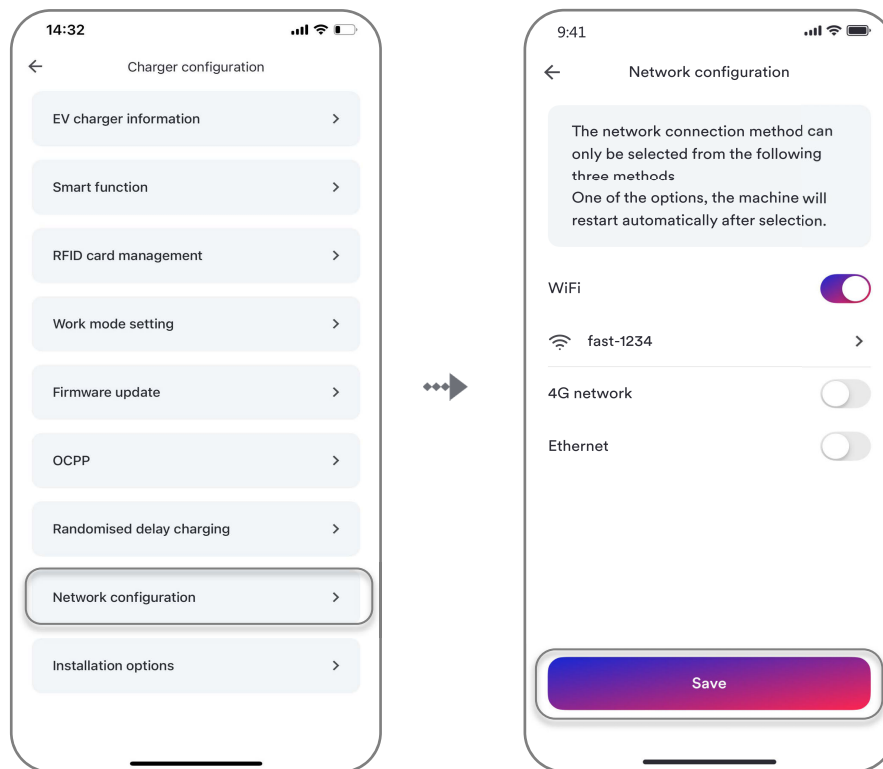 14:32
Charger configuration
EV charger information
Smart function
RFID card management
Work mode setting
Firmware update
OCPP
Randomised delay charging
Network configuration
Installation options
9:41
Network configuration
The network connection method can
only be selected from the following
three methods
One of the options, the machine will
restart automatically after selection.
WiFi
fast-1234
4G network
Ethernet
Save